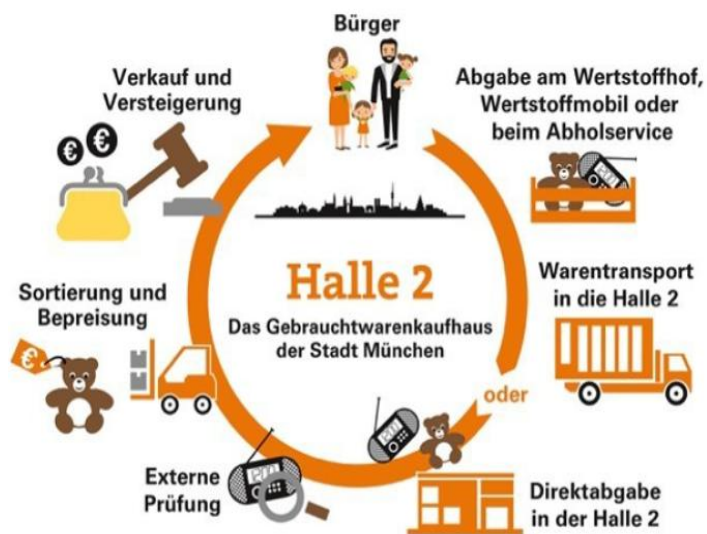 Bürger
Abgabe am Wertstoffhof,
Wertstoffmobil oder
beim Abholservice
Warentransport
in die Halle 2
oder
Direktabgabe
in der Halle 2
Externe
Prüfung
Sortierung und
Bepreisung
€
Verkauf und
Versteigerung
€ €
Halle 2
Das Gebrauchtwarenkaufhaus
der Stadt München